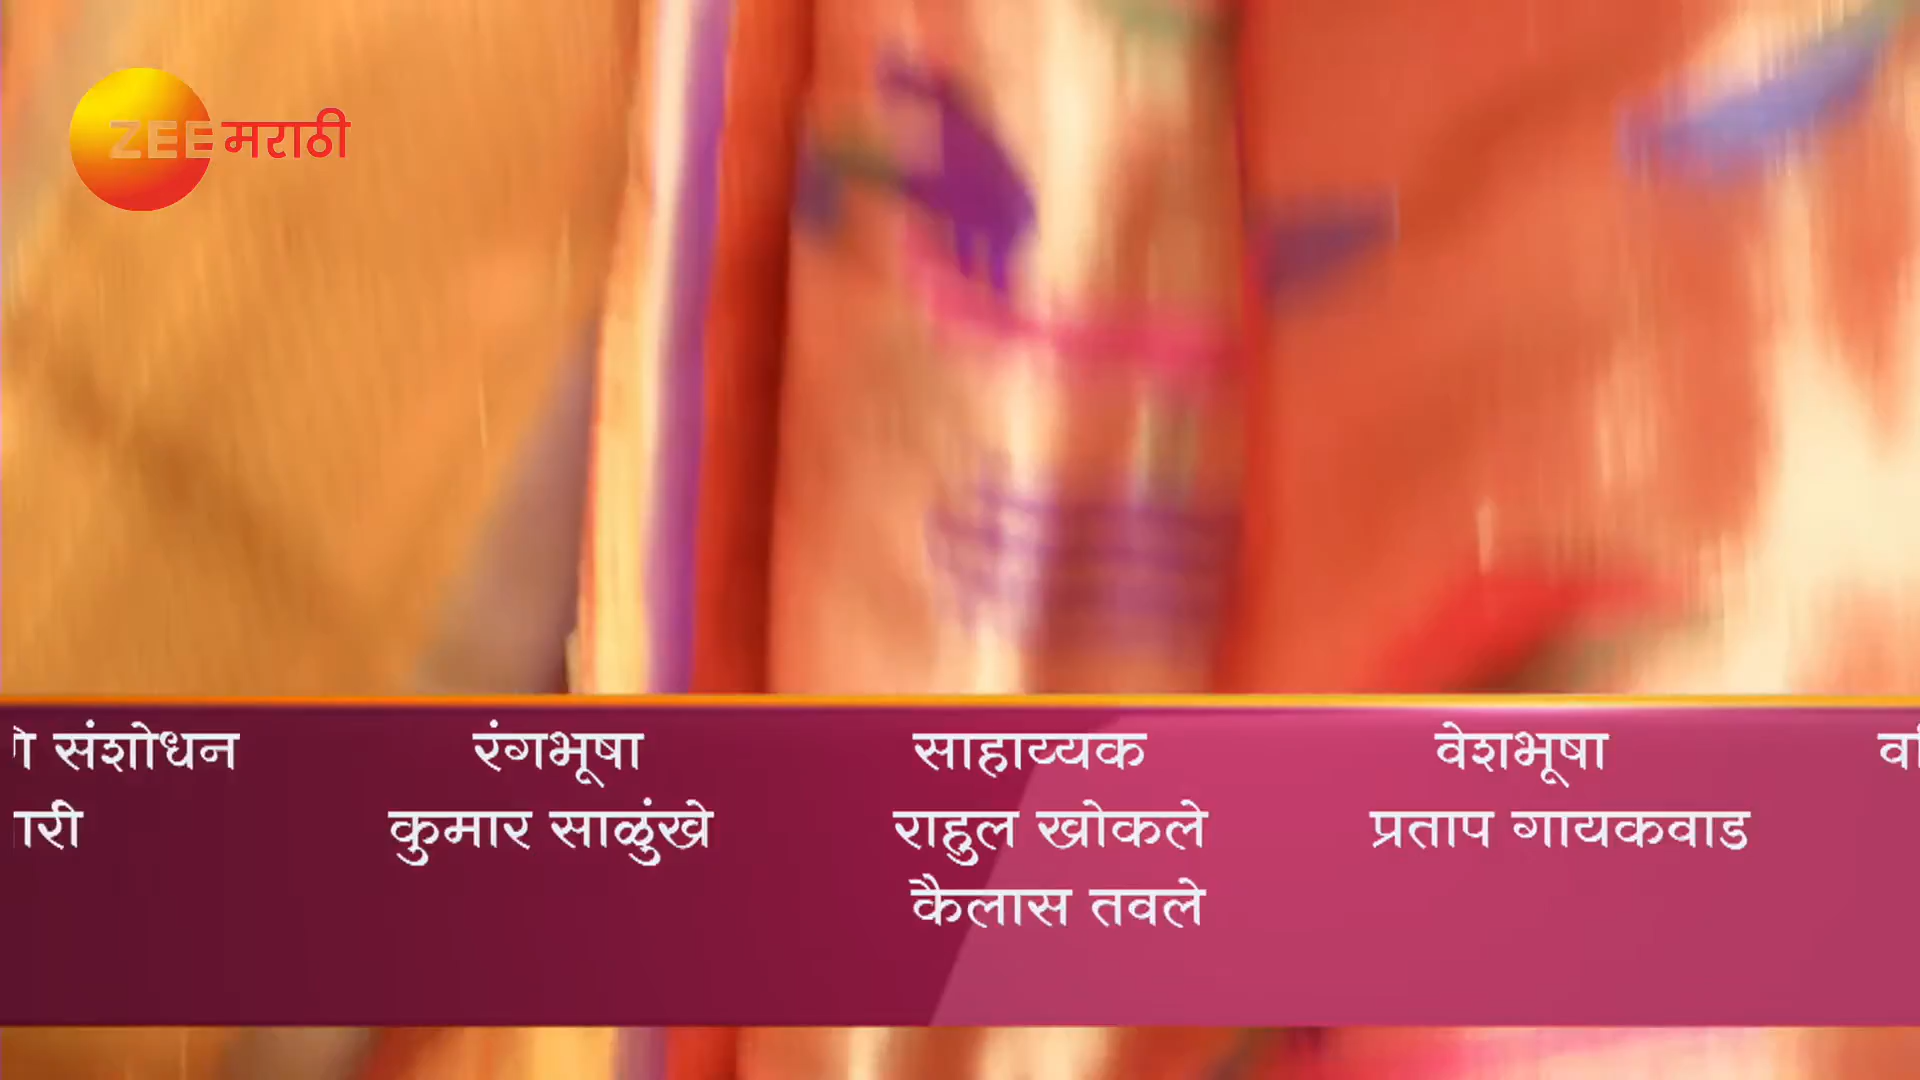 ZEE मराठी
संशोधन
रंगभूषा
कुमार साळुंखे
साहाय्यक
राहुल खोकले
कैलास तवले
वेशभूषा
प्रताप गायकवाड